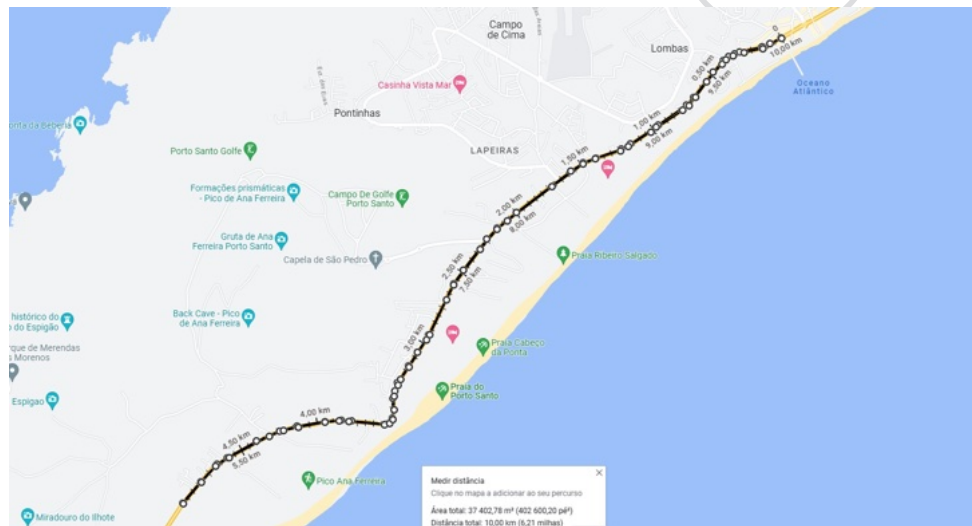 Campo
de Cima
Lombas
0
10,00 km
Oceano
Atlântico
0,50 km
9,50 km
Casinha Vista Mar
Pontinhas
1,00 km
9,00 km
Porto Santo Golfe
LAPEIRAS
1,50 km
Formações prismáticas
- Pico de Ana Ferreira
Campo De Golfe
Porto Santo
2,00 km
8,00 km
Gruta de Ana
Ferreira Porto Santo
Capela de São Pedro
Praia Ribeiro Salgado
2,50 km
7,50 km
histórico do
o do Espigão
Back Cave - Pico
de Ana Ferreira
3,00 km
Praia Cabeço
da Ponta
rque de Merendas
s Morenos
Praia do
Porto Santo
Espigao
4,00 km
4,50 km
5,50 km
Pico Ana Ferreira
Miradouro do Ilhote
Medir distância
Clique no mapa a adicionar ao seu percurso
Área total: 37 402,78 m² (402 600,20 pé²)
Distância total: 10,00 km (6,21 milhas)